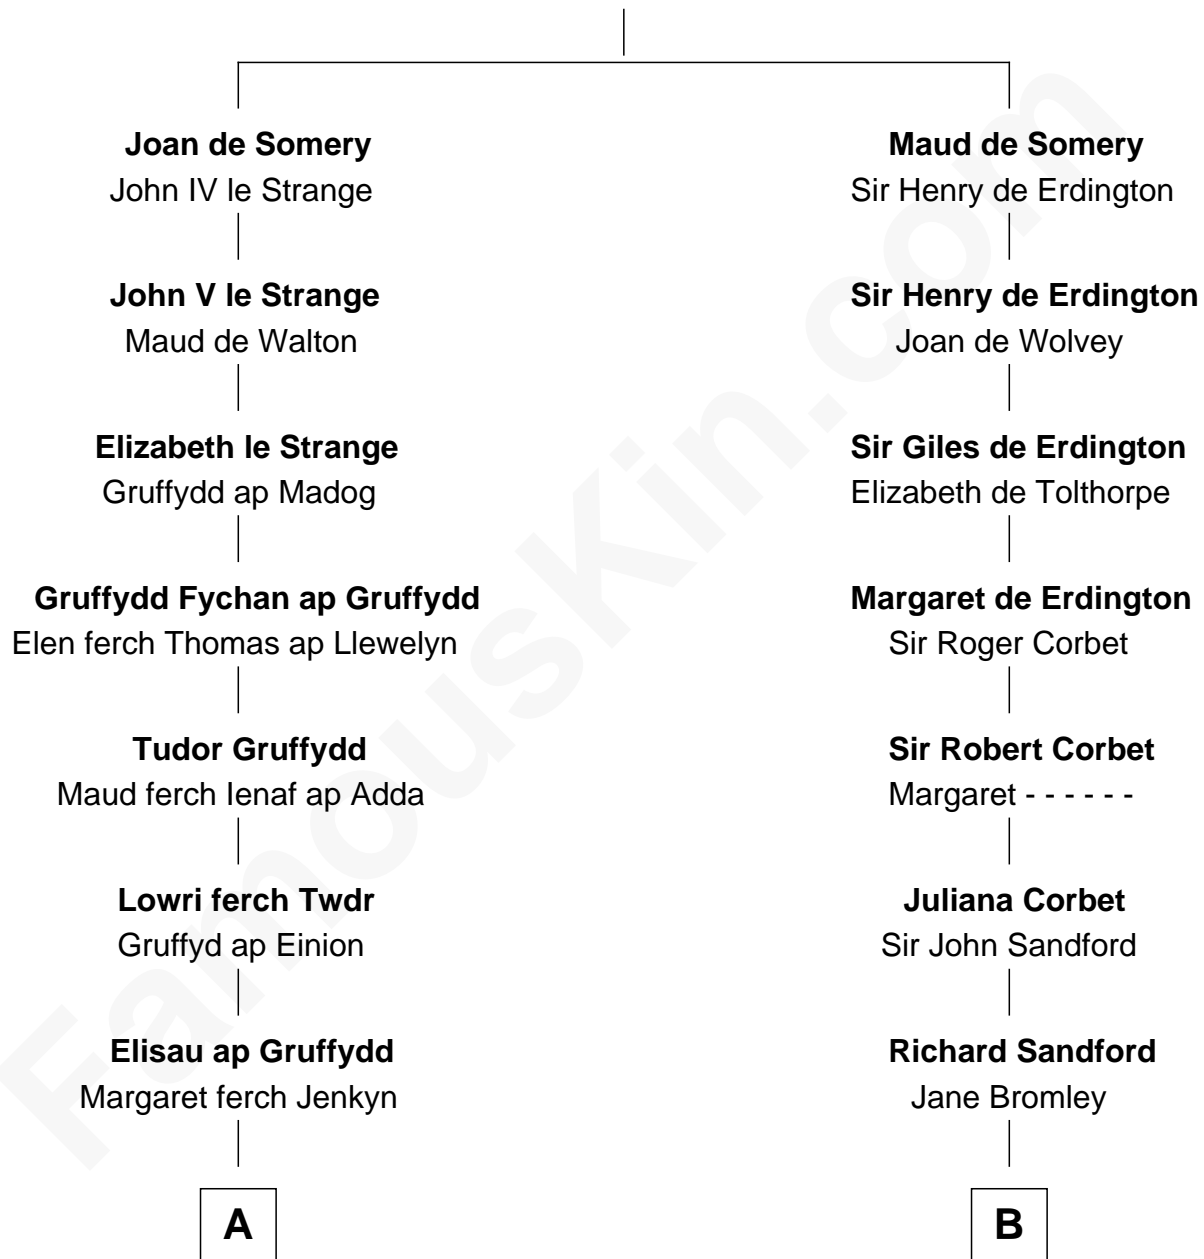 Joan de Somery
John IV le Strange
John V le Strange
Maud de Walton
Elizabeth le Strange
Gruffydd ap Madog
Gruffydd Fychan ap Gruffydd
Elen ferch Thomas ap Llewelyn
Tudor Gruffydd
Maud ferch Ienaf ap Adda
Lowri ferch Twdr
Gruffyd ap Einion
Elisau ap Gruffydd
Margaret ferch Jenkyn
A
Maud de Somery
Sir Henry de Erdington
Sir Henry de Erdington
Joan de Wolvey
Sir Giles de Erdington
Elizabeth de Tolthorpe
Margaret de Erdington
Sir Roger Corbet
Sir Robert Corbet
Margaret - - - - - -
Juliana Corbet
Sir John Sandford
Richard Sandford
Jane Bromley
B
FamousKin.com